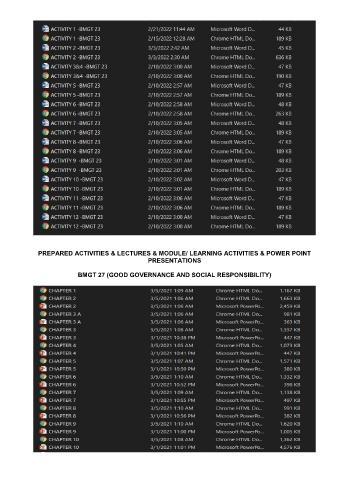 ACTIVITY 1 -BMGT 23 2/21/2022 11:44 AM Microsoft Word D... 44 KB
ACTIVITY 1 -BMGT 23 2/15/2022 12:28 AM Chrome HTML Do... 189 KB
ACTIVITY 2 -BMGT 23 3/3/2022 2:42 AM Microsoft Word D... 45 KB
ACTIVITY 2 -BMGT 23 3/3/2022 2:30 AM Chrome HTML Do... 636 KB
ACTIVITY 3&4 -BMGT 23 2/18/2022 3:00 AM Microsoft Word D... 47 KB
ACTIVITY 3&4 -BMGT 23 2/18/2022 3:00 AM Chrome HTML Do... 190 KB
ACTIVITY 5 -BMGT 23 2/18/2022 2:57 AM Microsoft Word D... 47 KB
ACTIVITY 5 -BMGT 23 2/18/2022 2:57 AM Chrome HTML Do... 189 KB
ACTIVITY 6 -BMGT 23 2/18/2022 2:58 AM Microsoft Word D... 48 KB
ACTIVITY 6 -BMGT 23 2/18/2022 2:58 AM Chrome HTML Do... 263 KB
ACTIVITY 7 -BMGT 23 2/18/2022 3:05 AM Microsoft Word D... 48 KB
ACTIVITY 7 -BMGT 23 2/18/2022 3:05 AM Chrome HTML Do... 189 KB
ACTIVITY 8 -BMGT 23 2/18/2022 3:06 AM Microsoft Word D... 47 KB
ACTIVITY 8 -BMGT 23 2/18/2022 3:06 AM Chrome HTML Do... 189 KB
ACTIVITY 9 -BMGT 23 2/18/2022 3:01 AM Microsoft Word D... 48 KB
ACTIVITY 9 -BMGT 23 2/18/2022 3:01 AM Chrome HTML Do... 202 KB
ACTIVITY 10 -BMGT 23 2/18/2022 3:02 AM Microsoft Word D... 47 KB
ACTIVITY 10 -BMGT 23 2/18/2022 3:01 AM Chrome HTML Do... 189 KB
ACTIVITY 11 -BMGT 23 2/18/2022 3:06 AM Microsoft Word D... 47 KB
ACTIVITY 11 -BMGT 23 2/18/2022 3:06 AM Chrome HTML Do... 189 KB
ACTIVITY 12 -BMGT 23 2/18/2022 3:08 AM Microsoft Word D... 47 KB
ACTIVITY 12 -BMGT 23 2/18/2022 3:08 AM Chrome HTML Do... 189 KB
PREPARED ACTIVITIES & LECTURES & MODULE/ LEARNING ACTIVITIES & POWER POINT
PRESENTATIONS
BMGT 27 (GOOD GOVERNANCE AND SOCIAL RESPONSIBILITY)
CHAPTER 1 3/5/2021 1:09 AM Chrome HTML Do... 1,167 KB
CHAPTER 2 3/5/2021 1:06 AM Chrome HTML Do... 1,663 KB
CHAPTER 2 3/5/2021 1:06 AM Microsoft PowerPo... 2,459 KB
CHAPTER 3 A 3/5/2021 1:06 AM Chrome HTML Do... 981 KB
CHAPTER 3 A 3/5/2021 1:06 AM Microsoft PowerPo... 363 KB
CHAPTER 3 3/5/2021 1:08 AM Chrome HTML Do... 1,337 KB
CHAPTER 3 3/1/2021 10:38 PM Microsoft PowerPo... 447 KB
CHAPTER 4 3/5/2021 1:05 AM Chrome HTML Do... 1,073 KB
CHAPTER 4 3/1/2021 10:41 PM Microsoft PowerPo... 447 KB
CHAPTER 5 3/5/2021 1:07 AM Chrome HTML Do... 1,571 KB
CHAPTER 5 3/1/2021 10:50 PM Microsoft PowerPo... 380 KB
CHAPTER 6 3/5/2021 1:10 AM Chrome HTML Do... 1,332 KB
CHAPTER 6 3/1/2021 10:52 PM Microsoft PowerPo... 398 KB
CHAPTER 7 3/5/2021 1:09 AM Chrome HTML Do... 1,138 KB
CHAPTER 7 3/1/2021 10:55 PM Microsoft PowerPo... 497 KB
CHAPTER 8 3/5/2021 1:10 AM Chrome HTML Do... 991 KB
CHAPTER 8 3/1/2021 10:56 PM Microsoft PowerPo... 382 KB
CHAPTER 9 3/5/2021 1:10 AM Chrome HTML Do... 1,620 KB
CHAPTER 9 3/1/2021 11:00 PM Microsoft PowerPo... 1,005 KB
CHAPTER 10 3/5/2021 1:08 AM Chrome HTML Do... 1,362 KB
CHAPTER 10 3/1/2021 11:01 PM Microsoft PowerPo... 4,576 KB